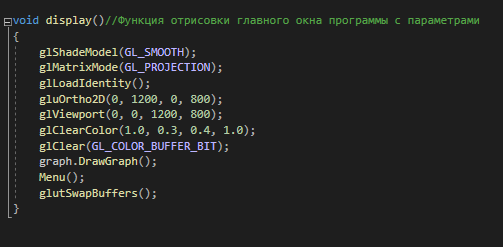 void display()//Функция отрисовки главного окна программы с параметрами
{
glShadeModel(GL_SMOOTH);
glMatrixMode(GL_PROJECTION);
glLoadIdentity();
gluOrtho2D(0, 1200, 0, 800);
glViewport(0, 0, 1200, 800);
glClearColor(1.0, 0.3, 0.4, 1.0);
glClear(GL_COLOR_BUFFER_BIT);
graph.DrawGraph();
Menu();
glutSwapBuffers();
}